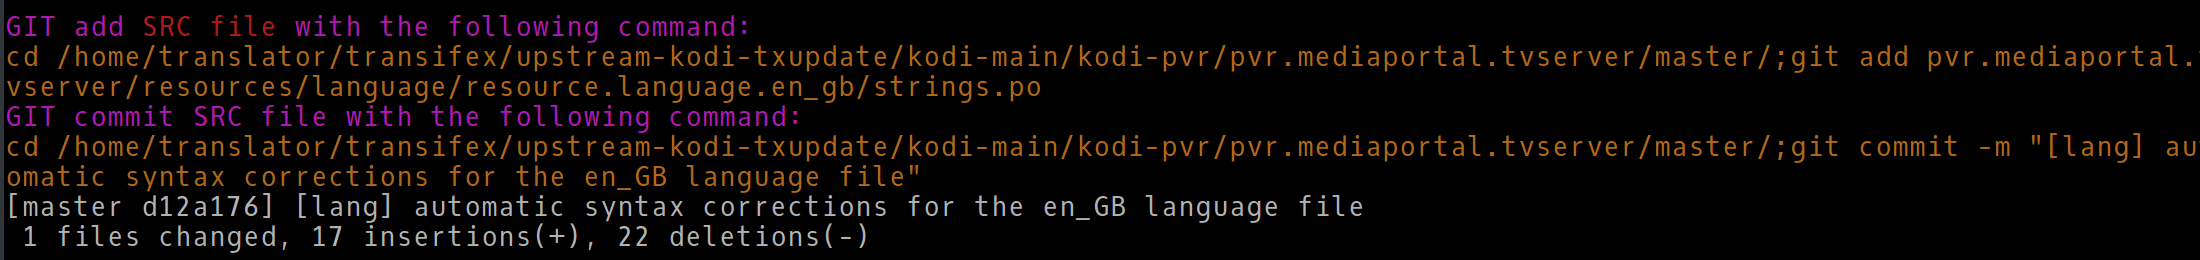 GIT add SRC file with the following command:
cd /home/translator/transifex/upstream-kodi-txupdate/kodi-main/kodi-pvr/pvr.mediaportal.tvserver/master/;git add pvr.mediaportal.t
vserver/resources/language/resource.language.en_gb/strings.po
GIT commit SRC file with the following command:
cd /home/translator/transifex/upstream-kodi-txupdate/kodi-main/kodi-pvr/pvr.mediaportal.tvserver/master/;git commit -m "[lang] aut
omatic syntax corrections for the en_GB language file"
[master d12a176] [lang] automatic syntax corrections for the en_GB language file
 1 files changed, 17 insertions(+), 22 deletions(-)